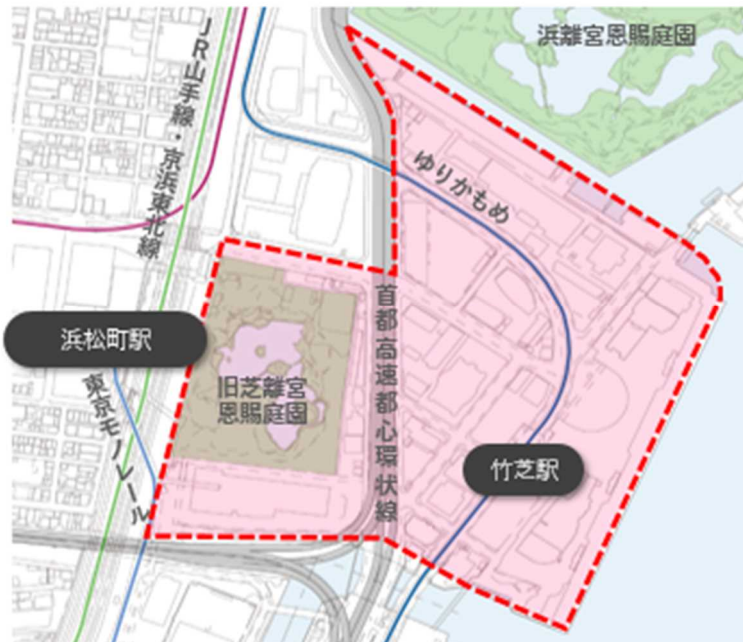 浜離宮恩賜庭園
JR山手線・京浜東北線
ゆりかもめ
首都高速都心環状線
浜松町駅
旧芝離宮
恩賜庭園
東京モノレール
竹芝駅